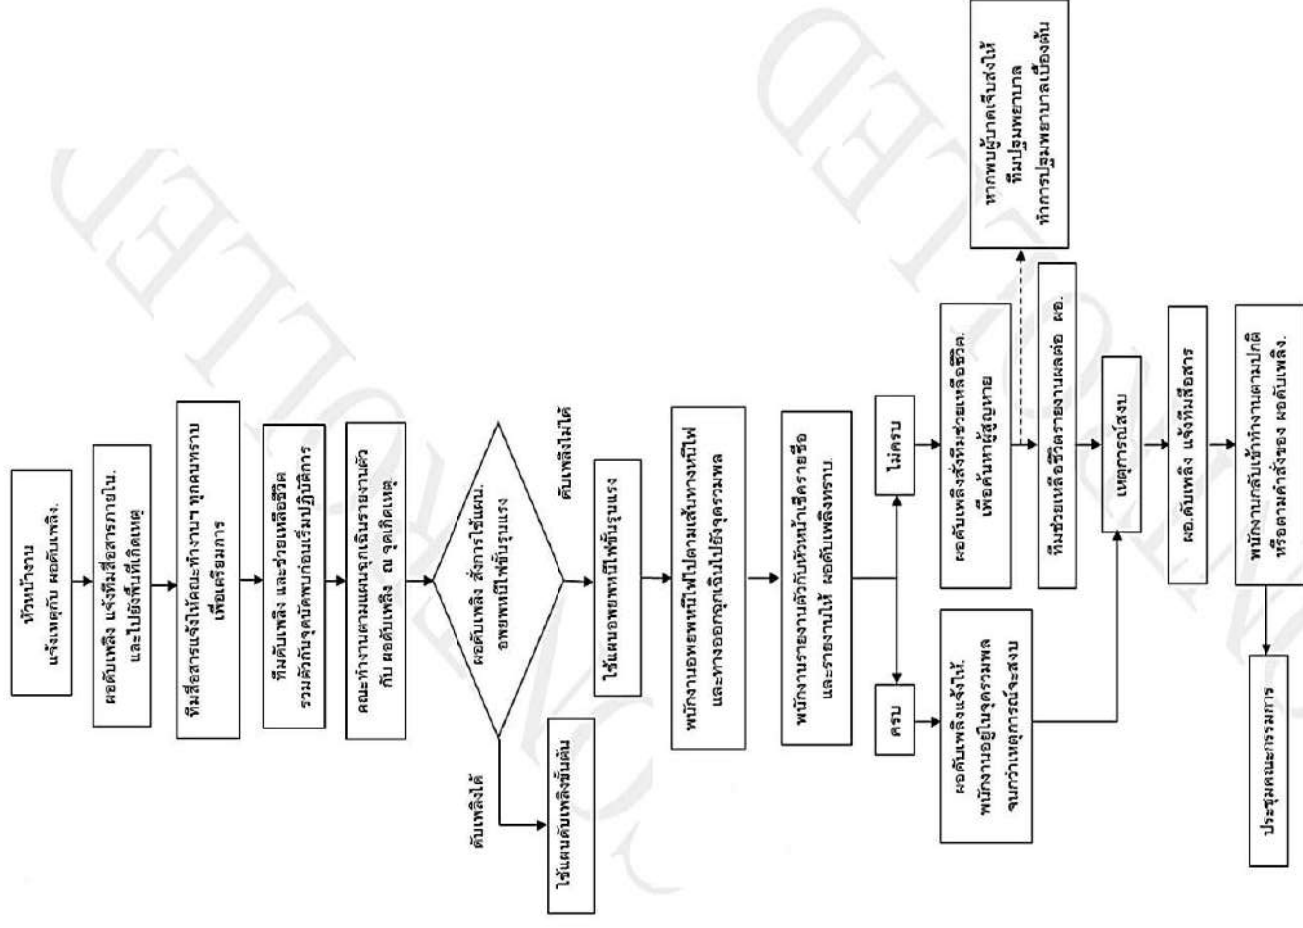 หัวหน้างาน
แจ้งเหตุกับ ผอดับเพลิง.
ผอดับเพลิง แจ้งทีมสื่อสารภายใน.
และไปยังพื้นที่เกิดเหตุ
ทีมสื่อสารแจ้งให้คณะทำงานฯ ทุกคนทราบ
เพื่อเตรียมการ
ทีมดับเพลิง และช่วยเหลือชีวิต
รวมตัวกันจุดนัดพบก่อนเริ่มปฏิบัติการ
คณะทำงานตามแผนฉุกเฉินรายงานตัว
กับ ผอดับเพลิง ณ จุดเกิดเหตุ.
ผอดับเพลิง สั่งการใช้แผน.
อพยพหนีไฟขั้นรุนแรง
ดับเพลิงได้
ดับเพลิงไม่ได้
ใช้แผนดับเพลิงขั้นต้น
ใช้แผนอพยพหนีไฟขั้นรุนแรง
พนักงานอพยพหนีไฟไปตามเส้นทางหนีไฟ
และทางออกฉุกเฉินไปยังจุดรวมพล
พนักงานรายงานตัวกับหัวหน้าเช็ครายชื่อ
และรายงานให้ ผอดับเพลิงทราบ.
ครบ
ไม่ครบ
ผอดับเพลิงแจ้งให้.
พนักงานอยู่ในจุดรวมพล
จนกว่าเหตุการณ์จะสงบ
ผอดับเพลิงสั่งทีมช่วยเหลือชีวิต.
เพื่อค้นหาผู้สูญหาย
หากพบผู้บาดเจ็บส่งให้
ทีมปฐมพยาบาล
ทำการปฐมพยาบาลเบื้องต้น
ทีมช่วยเหลือชีวิตรายงานผลต่อ ผอ.
เหตุการณ์สงบ
ผอ.ดับเพลิง แจ้งทีมสื่อสาร
พนักงานกลับเข้าทำงานตามปกติ
หรือตามคำสั่งของ ผอดับเพลิง.
ประชุมคณะกรรมการ